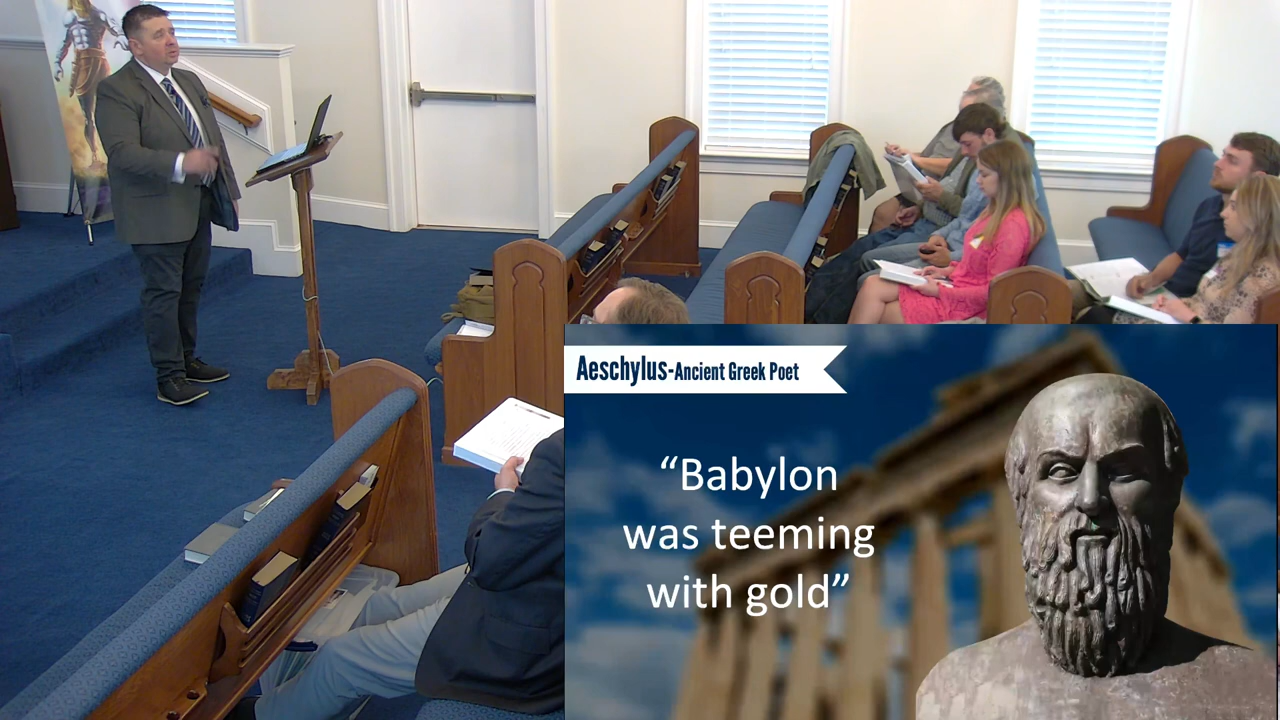 Aeschylus-Ancient Greek Poet
“Babylon
was teeming
with gold”